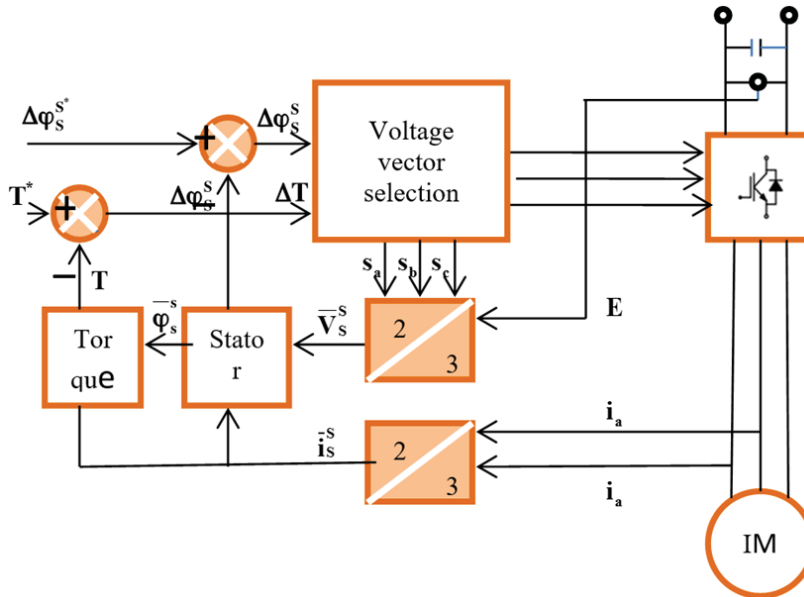 Δφ_S^{S*}
+
Δφ_S^S
Voltage
vector
selection
T*
+
Δφ_S^S
−
ΔT
− T
s_a s_b s_c
E
φ̅_s^s
V̅_S^S
2
3
Tor
que
Stato
r
i̅_S^S
2
3
i_a
i_a
IM